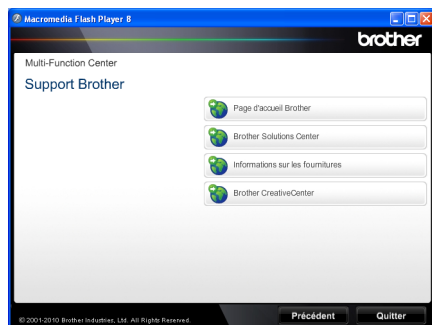 Macromedia Flash Player 8
brother
Multi-Function Center
Support Brother
Page d'accueil Brother
Brother Solutions Center
Informations sur les fournitures
Brother CreativeCenter
© 2001-2010 Brother Industries, Ltd. All Rights Reserved.
Précédent
Quitter